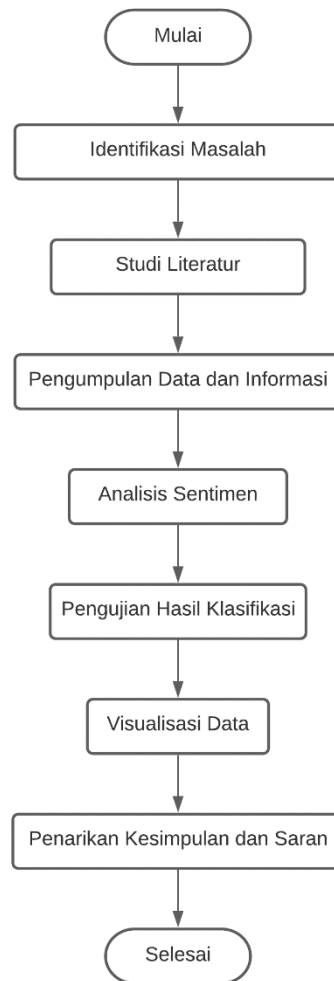 Mulai
Identifikasi Masalah
Studi Literatur
Pengumpulan Data dan Informasi
Analisis Sentimen
Pengujian Hasil Klasifikasi
Visualisasi Data
Penarikan Kesimpulan dan Saran
Selesai